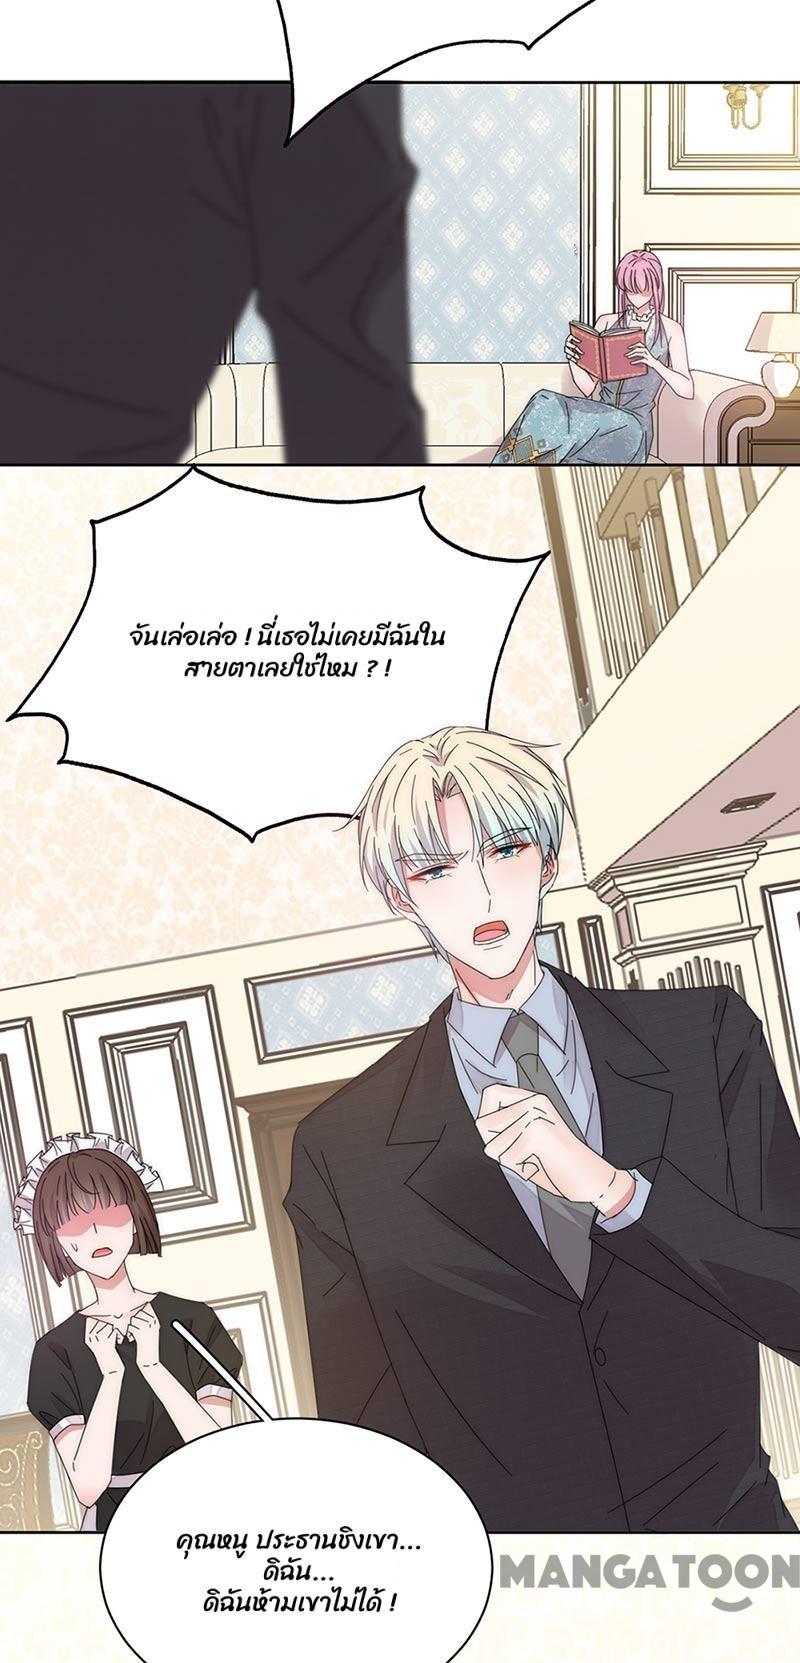 จันเล่อเล่อ ! นี่เธอไม่เคยมีฉันใน
สายตาเลยใช่ไหม ? !
คุณหนู ประธานชิงเขา...
ดิฉัน...
ดิฉันห้ามเขาไม่ได้ !
MANGATOON